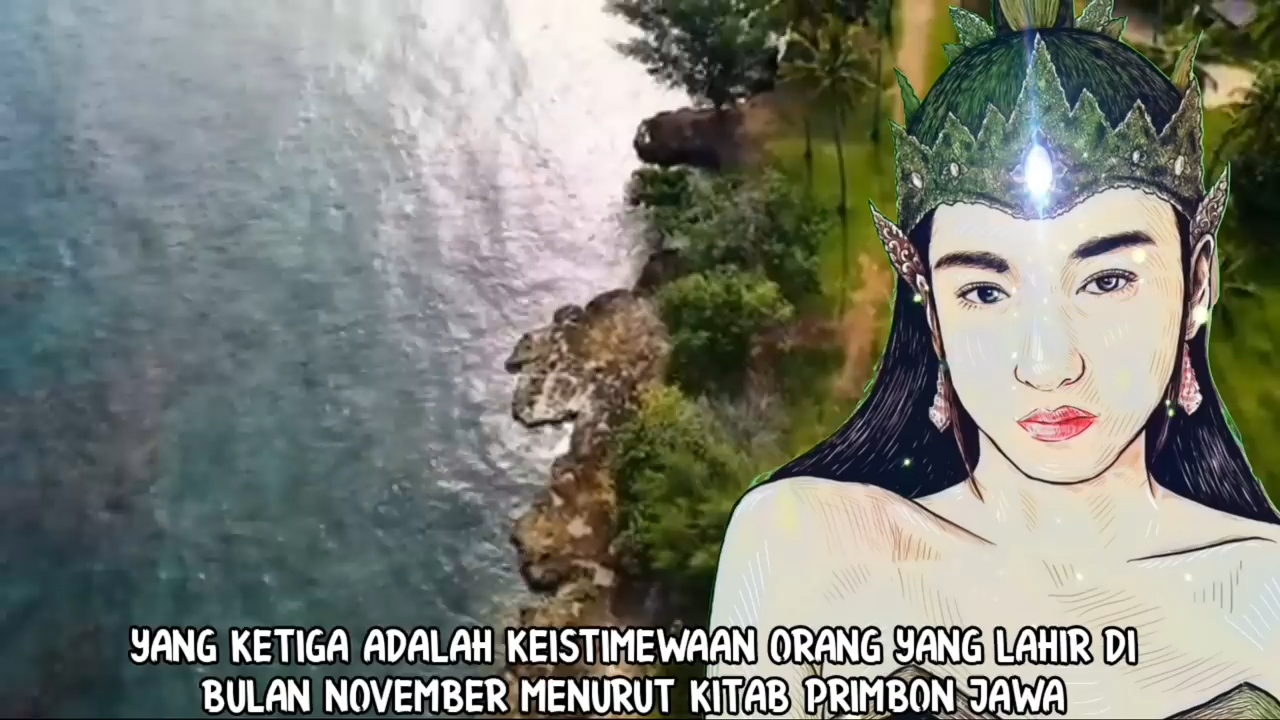 YANG KETIGA ADALAH KEISTIMEWAAN ORANG YANG LAHIR DI
BULAN NOVEMBER MENURUT KITAB PRIMBON JAWA